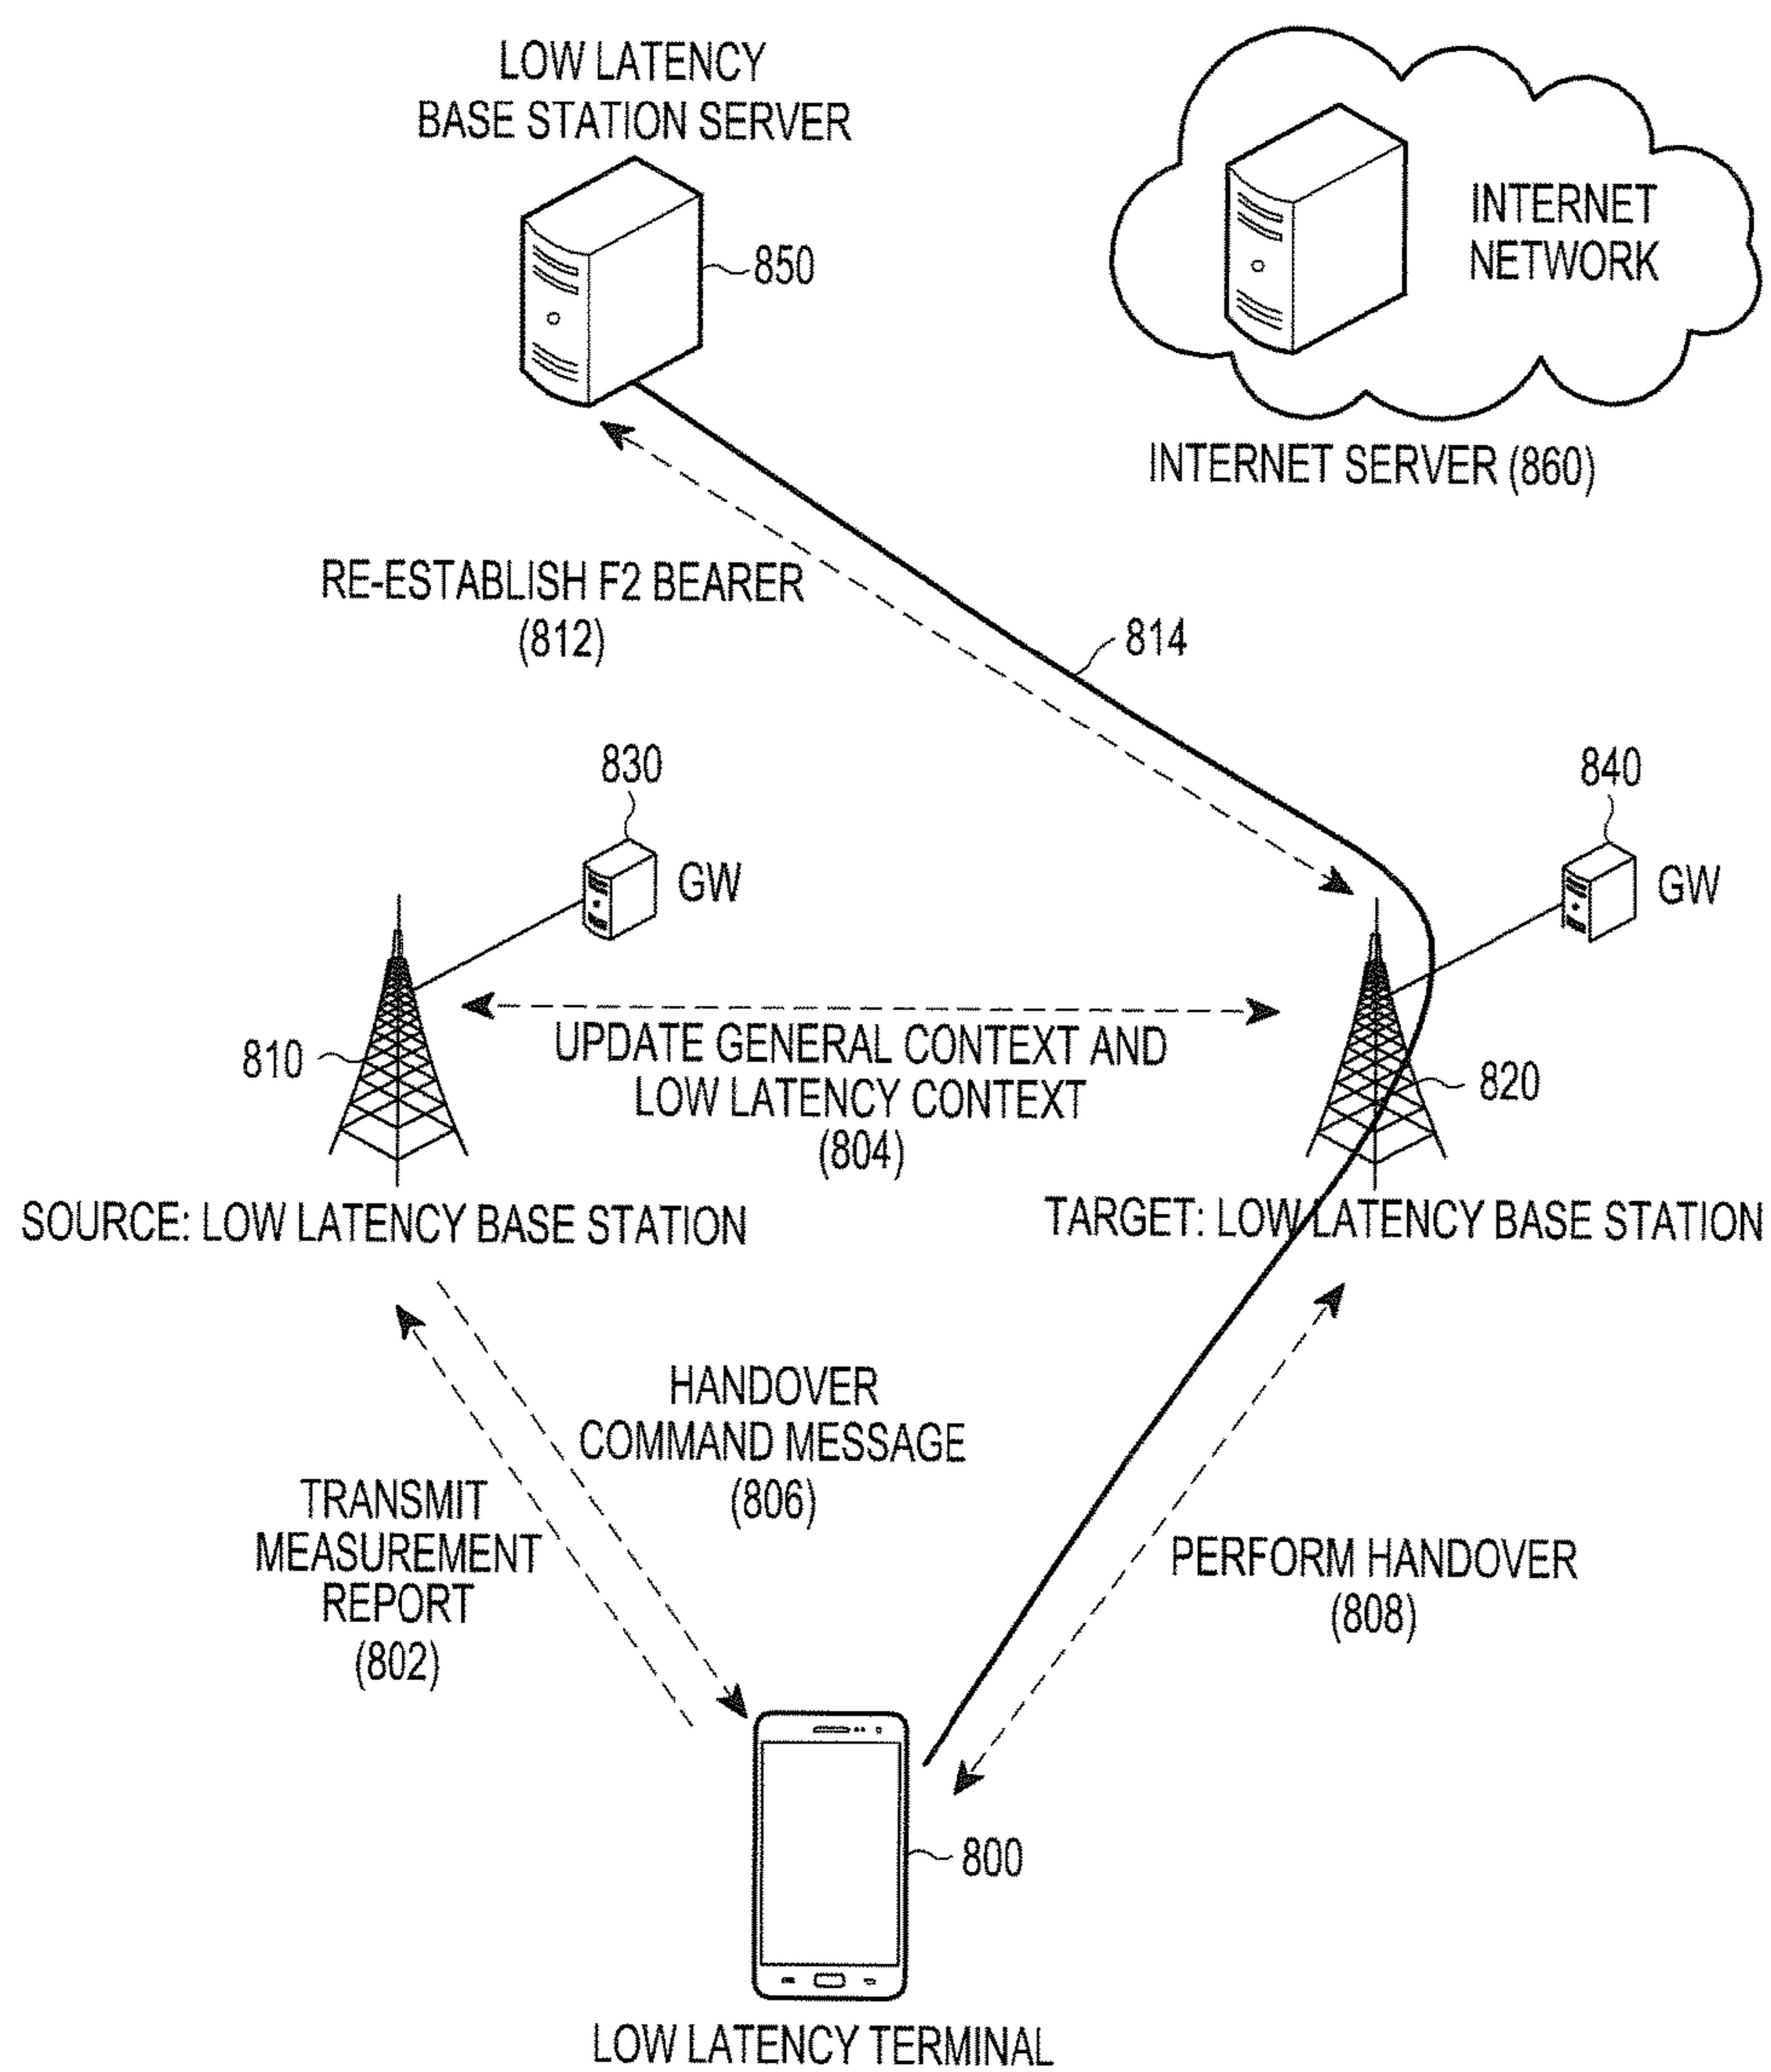 LOW LATENCY
BASE STATION SERVER
850
INTERNET
NETWORK
INTERNET SERVER (860)
RE-ESTABLISH F2 BEARER
(812)
814
830
GW
840
GW
810
UPDATE GENERAL CONTEXT AND
LOW LATENCY CONTEXT
(804)
820
SOURCE: LOW LATENCY BASE STATION
TARGET: LOW LATENCY BASE STATION
HANDOVER
COMMAND MESSAGE
(806)
TRANSMIT
MEASUREMENT
REPORT
(802)
PERFORM HANDOVER
(808)
800
LOW LATENCY TERMINAL